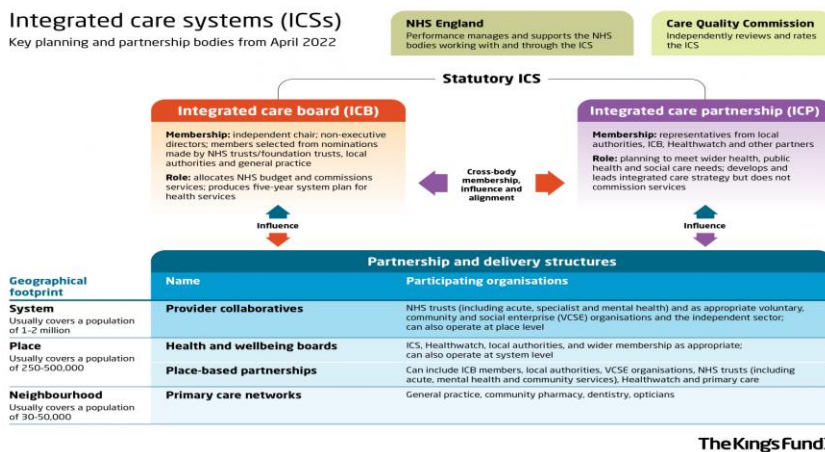 Integrated care systems (ICSs)
Key planning and partnership bodies from April 2022
NHS England
Performance manages and supports the NHS
bodies working with and through the ICS
Care Quality Commission
Independently reviews and rates
the ICS
Statutory ICS
Integrated care board (ICB)
Membership: independent chair; non-executive
directors; members selected from nominations
made by NHS trusts/foundation trusts, local
authorities and general practice
Role: allocates NHS budget and commissions
services; produces five-year system plan for
health services
Cross-body
membership,
influence and
alignment
Integrated care partnership (ICP)
Membership: representatives from local
authorities, ICB, Healthwatch and other partners
Role: planning to meet wider health, public
health and social care needs; develops and
leads integrated care strategy but does not
commission services
Influence
Influence
Partnership and delivery structures
Geographical
footprint
Name
Participating organisations
System
Usually covers a population
of 1-2 million
Provider collaboratives
NHS trusts (including acute, specialist and mental health) and as appropriate voluntary,
community and social enterprise (VCSE) organisations and the independent sector;
can also operate at place level
Place
Usually covers a population
of 250-500,000
Health and wellbeing boards
ICS, Healthwatch, local authorities, and wider membership as appropriate;
can also operate at system level
Place-based partnerships
Can include ICB members, local authorities, VCSE organisations, NHS trusts (including
acute, mental health and community services), Healthwatch and primary care
Neighbourhood
Usually covers a population
of 30-50,000
Primary care networks
General practice, community pharmacy, dentistry, opticians
TheKingsFund